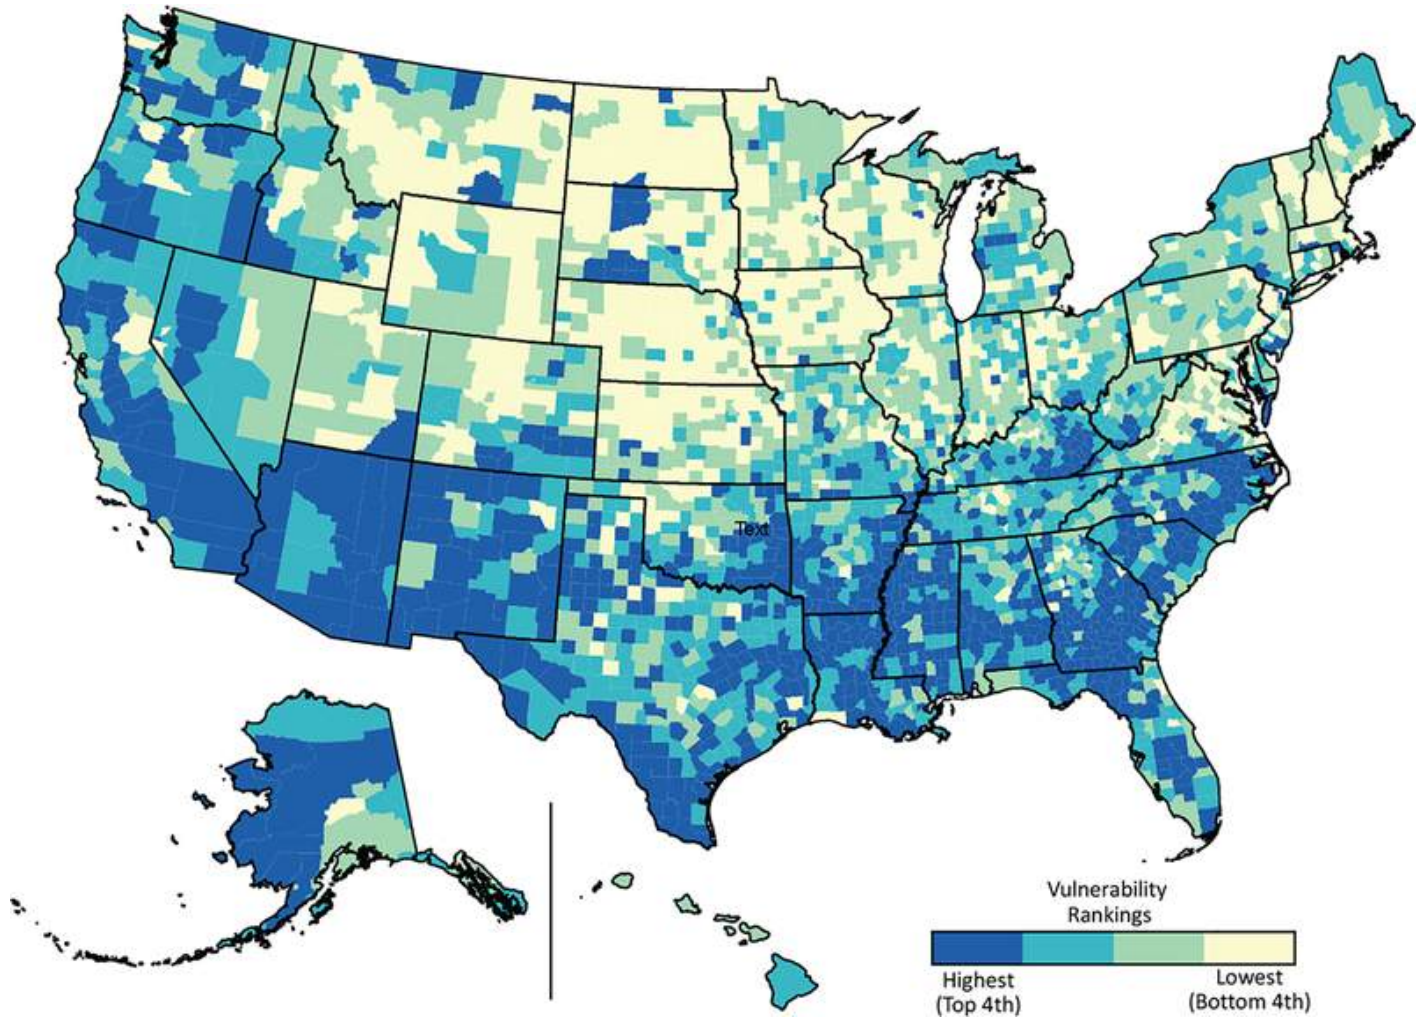 Text
Vulnerability
Rankings
Highest
(Top 4th)
Lowest
(Bottom 4th)